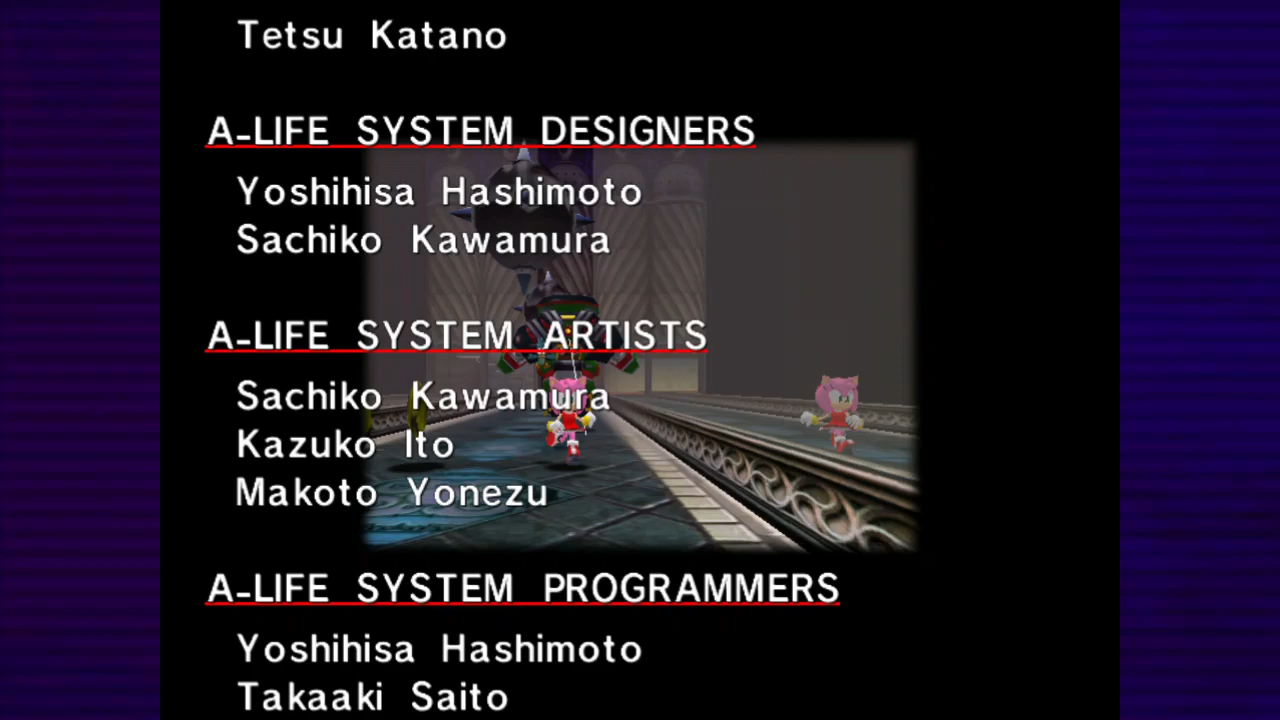 Tetsu Katano
A-LIFE SYSTEM DESIGNERS
Yoshihisa Hashimoto
Sachiko Kawamura
A-LIFE SYSTEM ARTISTS
Sachiko Kawamura
Kazuko Ito
Makoto Yonezu
A-LIFE SYSTEM PROGRAMMERS
Yoshihisa Hashimoto
Takaaki Saito